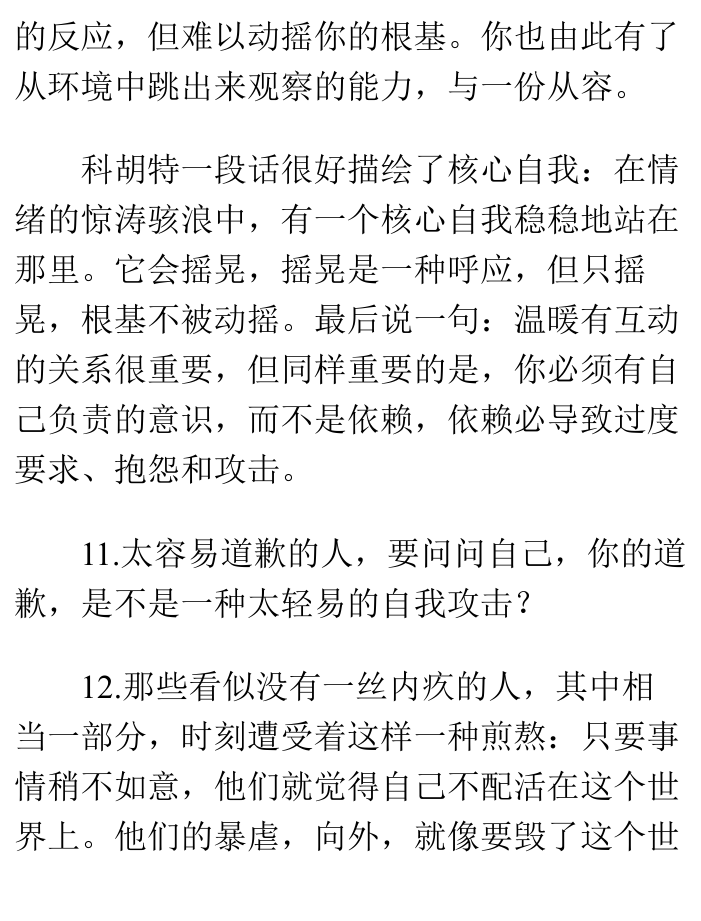 的反应，但难以动摇你的根基。你也由此有了
从环境中跳出来观察的能力，与一份从容。
科胡特一段话很好描绘了核心自我：在情
绪的惊涛骇浪中，有一个核心自我稳稳地站在
那里。它会摇晃，摇晃是一种呼应，但只摇
晃，根基不被动摇。最后说一句：温暖有互动
的关系很重要，但同样重要的是，你必须有自
己负责的意识，而不是依赖，依赖必导致过度
要求、抱怨和攻击。
11.太容易道歉的人，要问问自己，你的道
歉，是不是一种太轻易的自我攻击？
12.那些看似没有一丝内疚的人，其中相
当一部分，时刻遭受着这样一种煎熬：只要事
情稍不如意，他们就觉得自己不配活在这个世
界上。他们的暴虐，向外，就像要毁了这个世